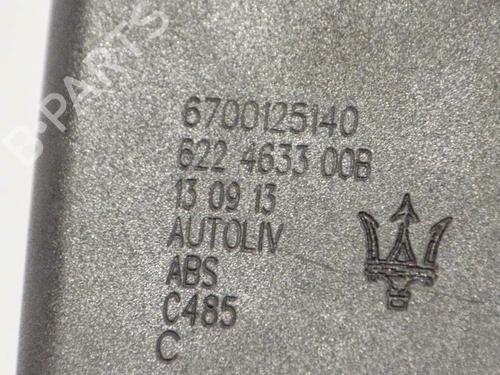 B-PARTS
6700125140
622 4633 00B
13 09 13
AUTOLIV
ABS
C485
C